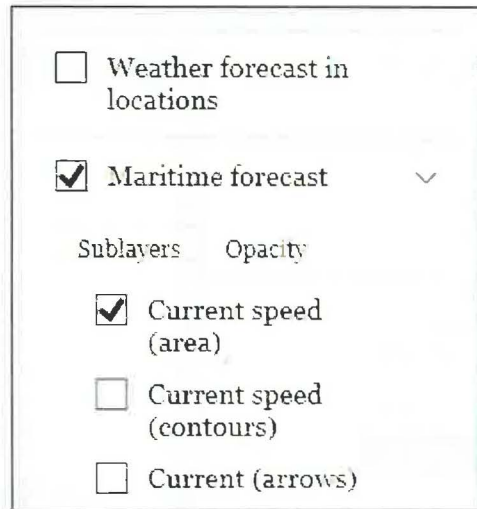 Weather forecast in
locations
Maritime forecast
Sublayers Opacity
Current speed
(area)
Current speed
(contours)
Current (arrows)